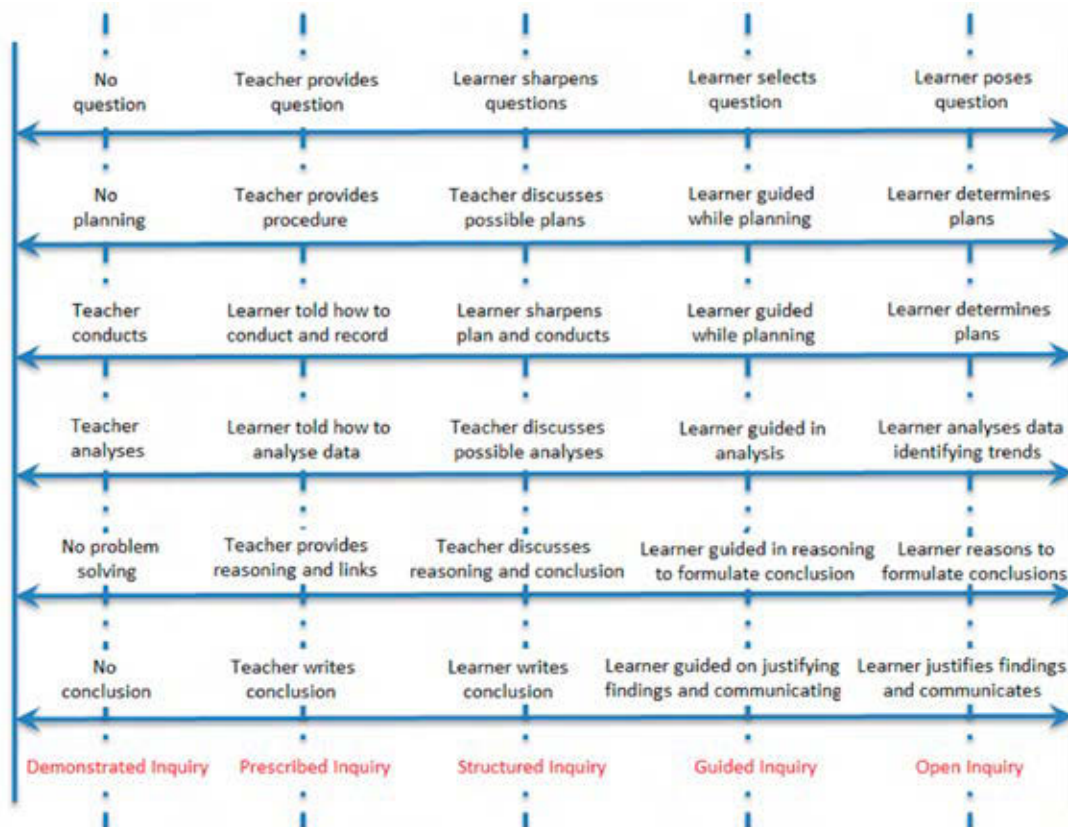 No
question
Teacher provides
question
Learner sharpens
questions
Learner selects
question
Learner poses
question
No
planning
Teacher provides
procedure
Teacher discusses
possible plans
Learner guided
while planning
Learner determines
plans
Teacher
conducts
Learner told how to
conduct and record
Learner sharpens
plan and conducts
Learner guided
while planning
Learner determines
plans
Teacher
analyses
Learner told how to
analyse data
Teacher discusses
possible analyses
Learner guided in
analysis
Learner analyses data
identifying trends
No problem
solving
Teacher provides
reasoning and links
Teacher discusses
reasoning and conclusion
Learner guided in reasoning
to formulate conclusion
Learner reasons to
formulate conclusions
No
conclusion
Teacher writes
conclusion
Learner writes
conclusion
Learner guided on justifying
findings and communicating
Learner justifies findings
and communicates
Demonstrated Inquiry
Prescribed Inquiry
Structured Inquiry
Guided Inquiry
Open Inquiry